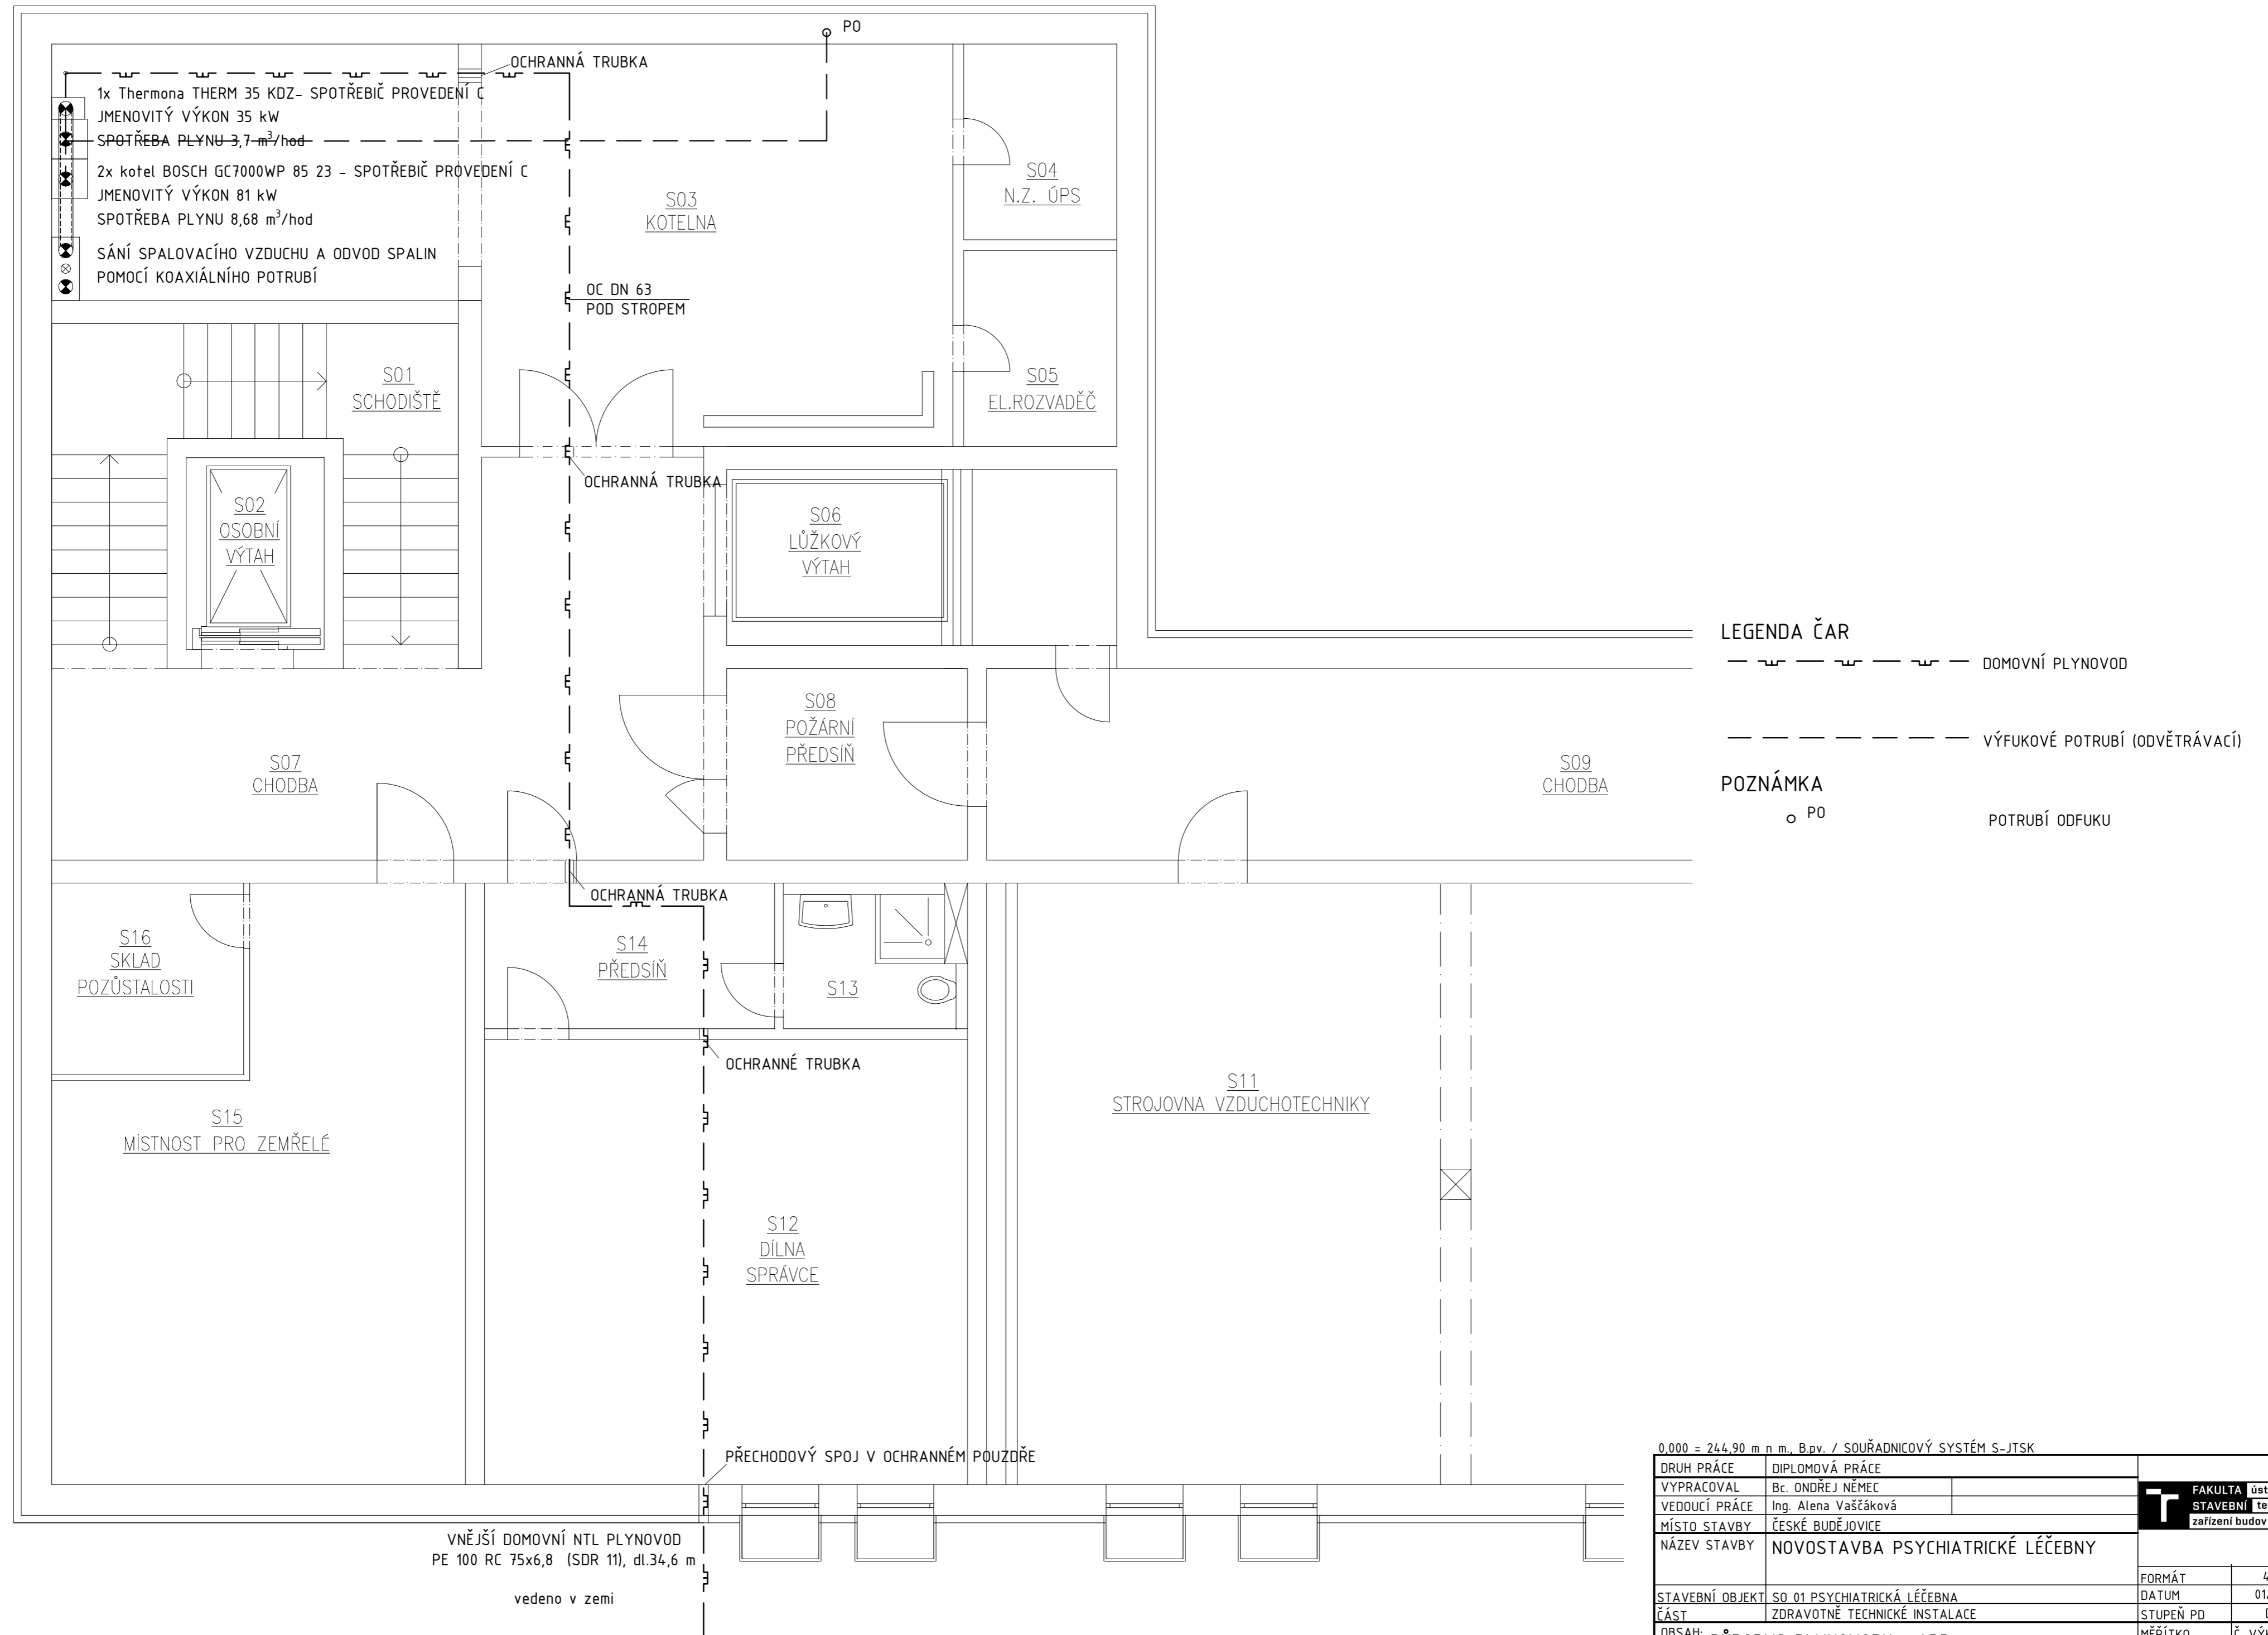 PO
OCHRANNÁ TRUBKA
1x Thermona THERM 35 KDZ- SPOTŘEBIČ PROVEDENÍ C
JMENOVITÝ VÝKON 35 kW
SPOTŘEBA PLYNU 3,7 m³/hod
2x kotel BOSCH GC7000WP 85 23 - SPOTŘEBIČ PROVEDENÍ C
JMENOVITÝ VÝKON 81 kW
SPOTŘEBA PLYNU 8,68 m³/hod
SÁNÍ SPALOVACÍHO VZDUCHU A ODVOD SPALIN
POMOCÍ KOAXIÁLNÍHO POTRUBÍ
S03
KOTELNA
S04
N.Z. ÚPS
OC DN 63
POD STROPEM
S01
SCHODIŠTĚ
S05
EL.ROZVADĚČ
OCHRANNÁ TRUBKA
S02
OSOBNÍ
VÝTAH
S06
LŮŽKOVÝ
VÝTAH
S08
POŽÁRNÍ
PŘEDSÍŇ
S07
CHODBA
S09
CHODBA
LEGENDA ČAR
DOMOVNÍ PLYNOVOD
VÝFUKOVÉ POTRUBÍ (ODVĚTRÁVACÍ)
POZNÁMKA
PO
POTRUBÍ ODFUKU
OCHRANNÁ TRUBKA
S16
SKLAD
POZŮSTALOSTI
S14
PŘEDSÍŇ
S13
OCHRANNÉ TRUBKA
S15
MÍSTNOST PRO ZEMŘELÉ
S11
STROJOVNA VZDUCHOTECHNIKY
S12
DÍLNA
SPRÁVCE
PŘECHODOVÝ SPOJ V OCHRANNÉM POUZDŘE
VNĚJŠÍ DOMOVNÍ NTL PLYNOVOD
PE 100 RC 75x6,8 (SDR 11), dl.34,6 m
vedeno v zemi
0,000 = 244,90 m n m., B.pv. / SOUŘADNICOVÝ SYSTÉM S-JTSK
DRUH PRÁCE DIPLOMOVÁ PRÁCE
VYPRACOVAL Bc. ONDŘEJ NĚMEC
VEDOUCÍ PRÁCE Ing. Alena Vaščáková
MÍSTO STAVBY ČESKÉ BUDĚJOVICE
NÁZEV STAVBY NOVOSTAVBA PSYCHIATRICKÉ LÉČEBNY
FAKULTA
STAVEBNÍ
zařízení budov
FORMÁT
STAVEBNÍ OBJEKT SO 01 PSYCHIATRICKÁ LÉČEBNA
DATUM
ČÁST ZDRAVOTNĚ TECHNICKÉ INSTALACE
STUPEŇ PD
OBSAH:
MĚŘÍTKO